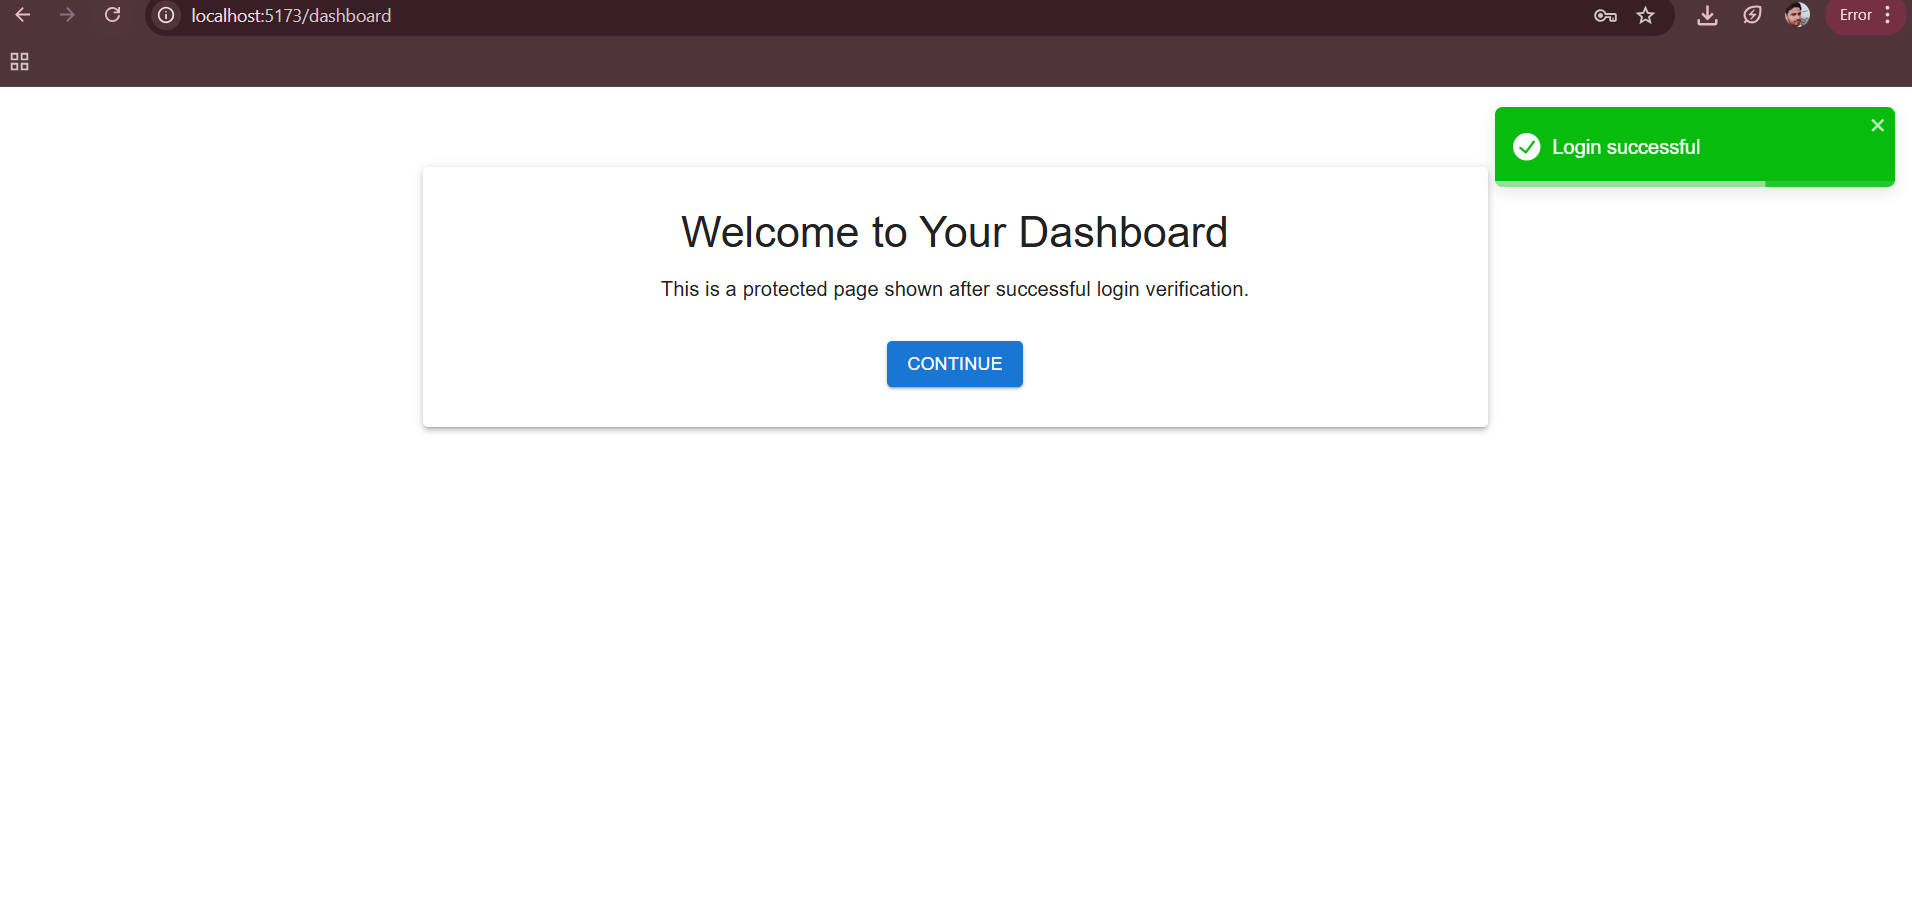 localhost:5173/dashboard
Error
Login successful
Welcome to Your Dashboard
This is a protected page shown after successful login verification.
CONTINUE